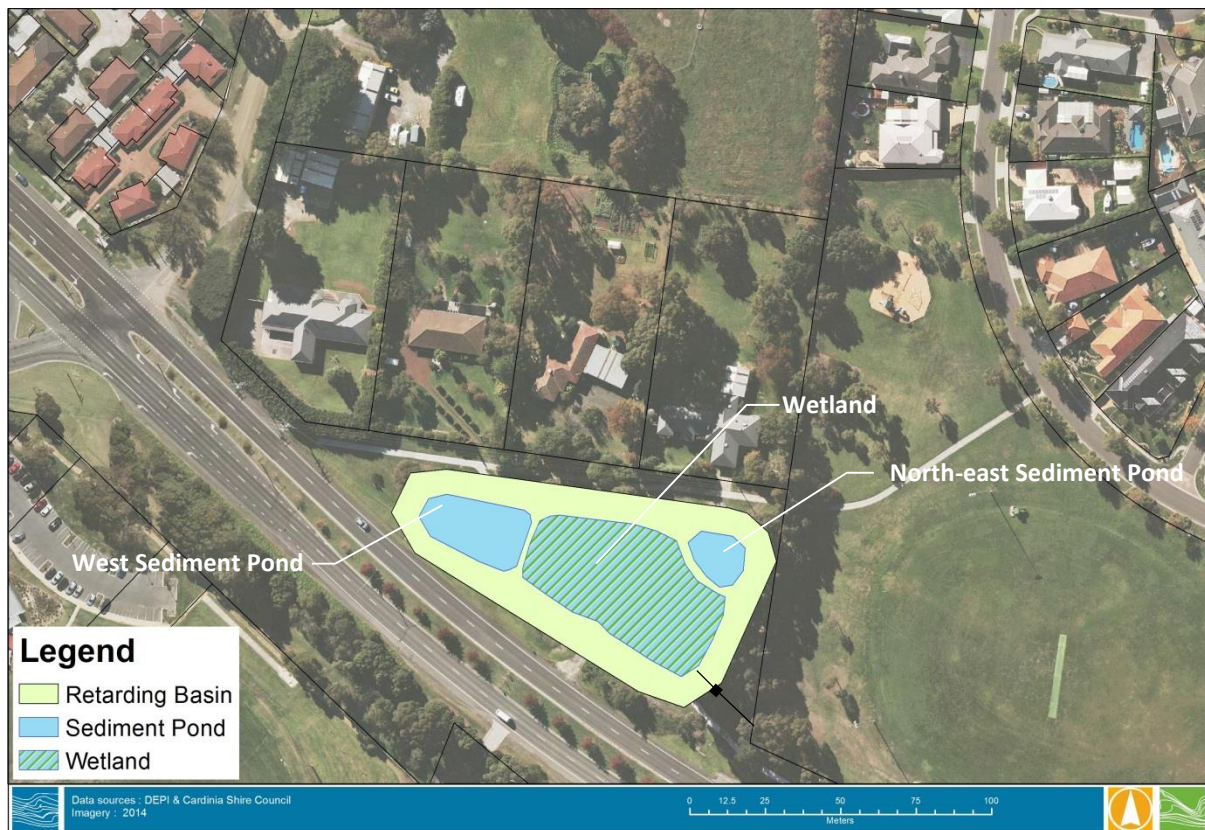 Wetland
North-east Sediment Pond
West Sediment Pond
Legend
Retarding Basin
Sediment Pond
Wetland
Data sources : DEPI & Cardinia Shire Council
Imagery : 2014
0 12.5 25 50 75 100
Meters